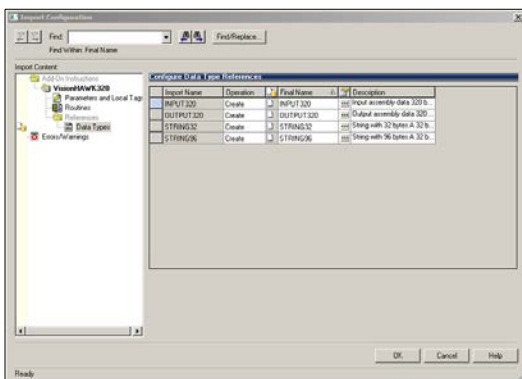 Import Configuration
Find:
Find/Replace...
Find Within: Final Name
Import Content:
Add-On Instructions
VisionHAWK320
Parameters and Local Tags
Routines
References
Data Types
Errors/Warnings
Configure Data Type References
Import Name Operation Final Name Description
INPUT320 Create INPUT320 Input assembly data 320 b...
OUTPUT320 Create OUTPUT320 Output assembly data 320...
STRING32 Create STRING32 String with 32 bytes A 32 b...
STRING96 Create STRING96 String with 96 bytes A 32 b...
OK Cancel Help
Ready